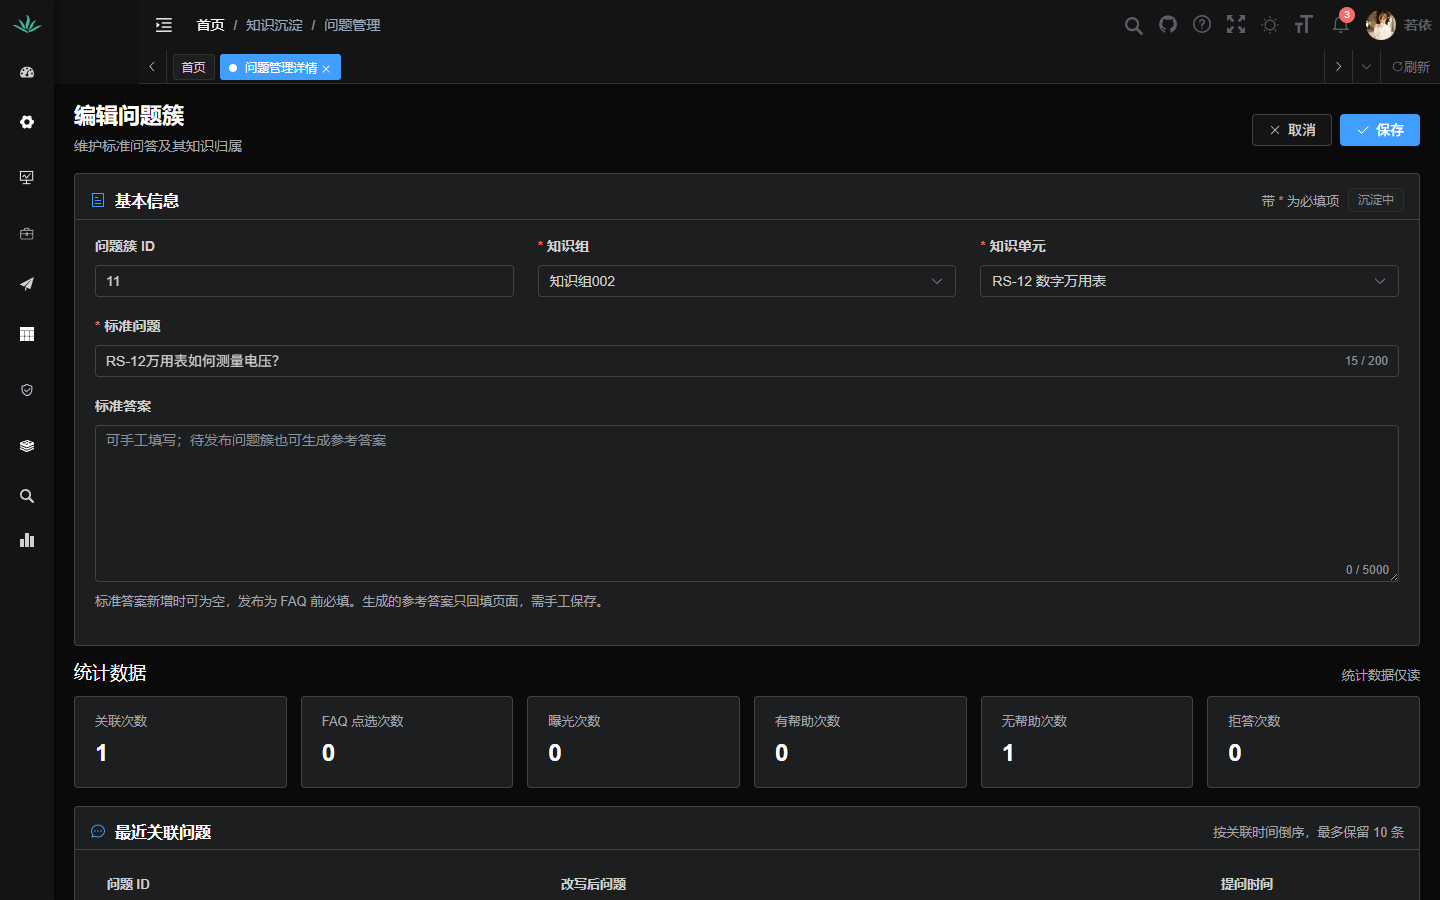 首页 / 知识沉淀 / 问题管理
3
若依
首页
问题管理详情
刷新
编辑问题簇
维护标准问答及其知识归属
取消
保存
基本信息
带 * 为必填项
沉淀中
问题簇 ID
* 知识组
* 知识单元
11
知识组002
RS-12 数字万用表
* 标准问题
RS-12万用表如何测量电压?
15 / 200
标准答案
可手工填写；待发布问题簇也可生成参考答案
0 / 5000
标准答案新增时可为空，发布为 FAQ 前必填。生成的参考答案只回填页面，需手工保存。
统计数据
统计数据仅读
关联次数
1
FAQ 点选次数
0
曝光次数
0
有帮助次数
0
无帮助次数
1
拒答次数
0
最近关联问题
按关联时间倒序，最多保留 10 条
问题 ID
改写后问题
提问时间